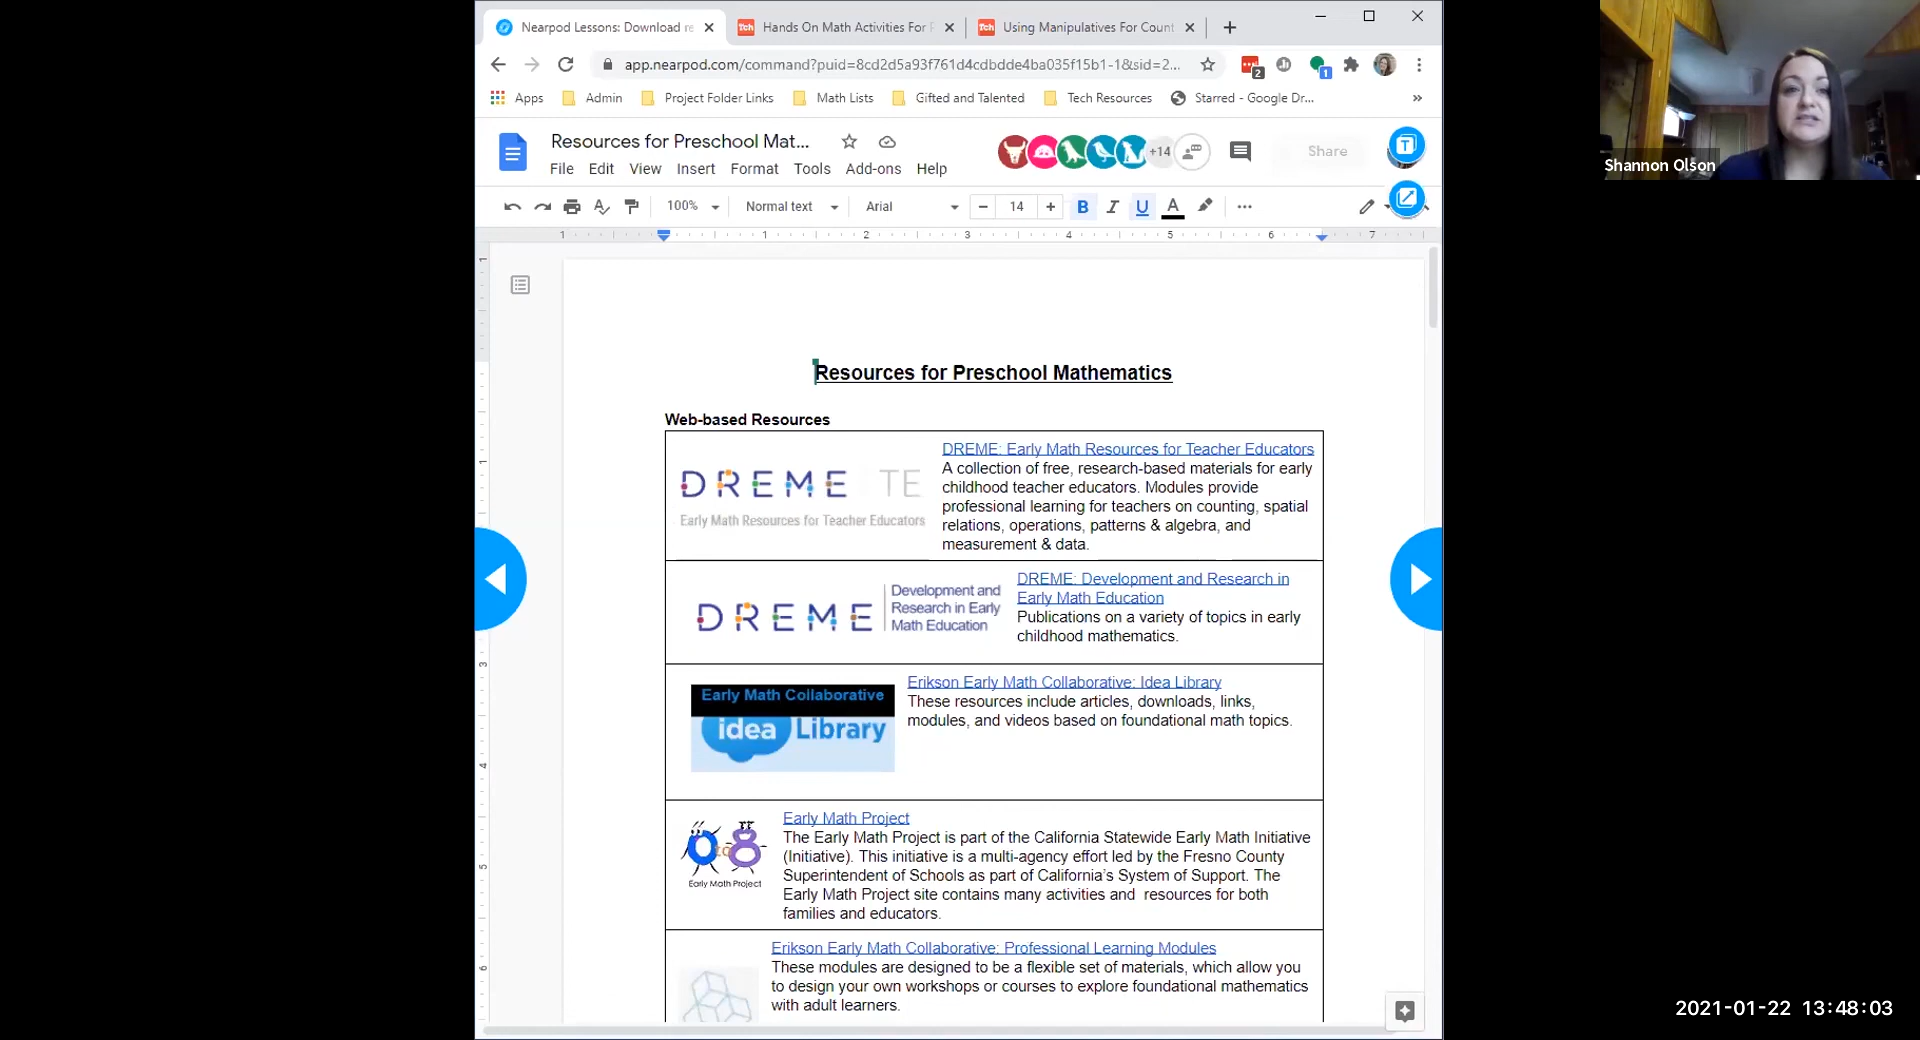 Nearpod Lessons: Download re
Hands On Math Activities For P
Using Manipulatives For Count
app.nearpod.com/command?puid=8cd2d5a93f761d4cdbdde4ba035f15b1-1&sid=2...
2
1
Apps
Admin
Project Folder Links
Math Lists
Gifted and Talented
Tech Resources
Starred - Google Dr...
»
Shannon Olson
Resources for Preschool Mat...
+14
Share
File Edit View Insert Format Tools Add-ons Help
100% Normal text Arial 14 B I U A
1 1 2 3 4 5 6 7
Resources for Preschool Mathematics
Web-based Resources
DREME TE
Early Math Resources for Teacher Educators
DREME: Early Math Resources for Teacher Educators
A collection of free, research-based materials for early
childhood teacher educators. Modules provide
professional learning for teachers on counting, spatial
relations, operations, patterns & algebra, and
measurement & data.
DREME
Development and
Research in Early
Math Education
DREME: Development and Research in
Early Math Education
Publications on a variety of topics in early
childhood mathematics.
Early Math Collaborative
idea Library
Erikson Early Math Collaborative: Idea Library
These resources include articles, downloads, links,
modules, and videos based on foundational math topics.
0 to 8
Early Math Project
Early Math Project
The Early Math Project is part of the California Statewide Early Math Initiative
(Initiative). This initiative is a multi-agency effort led by the Fresno County
Superintendent of Schools as part of California's System of Support. The
Early Math Project site contains many activities and resources for both
families and educators.
Erikson Early Math Collaborative: Professional Learning Modules
These modules are designed to be a flexible set of materials, which allow you
to design your own workshops or courses to explore foundational mathematics
with adult learners.
2021-01-22 13:48:03